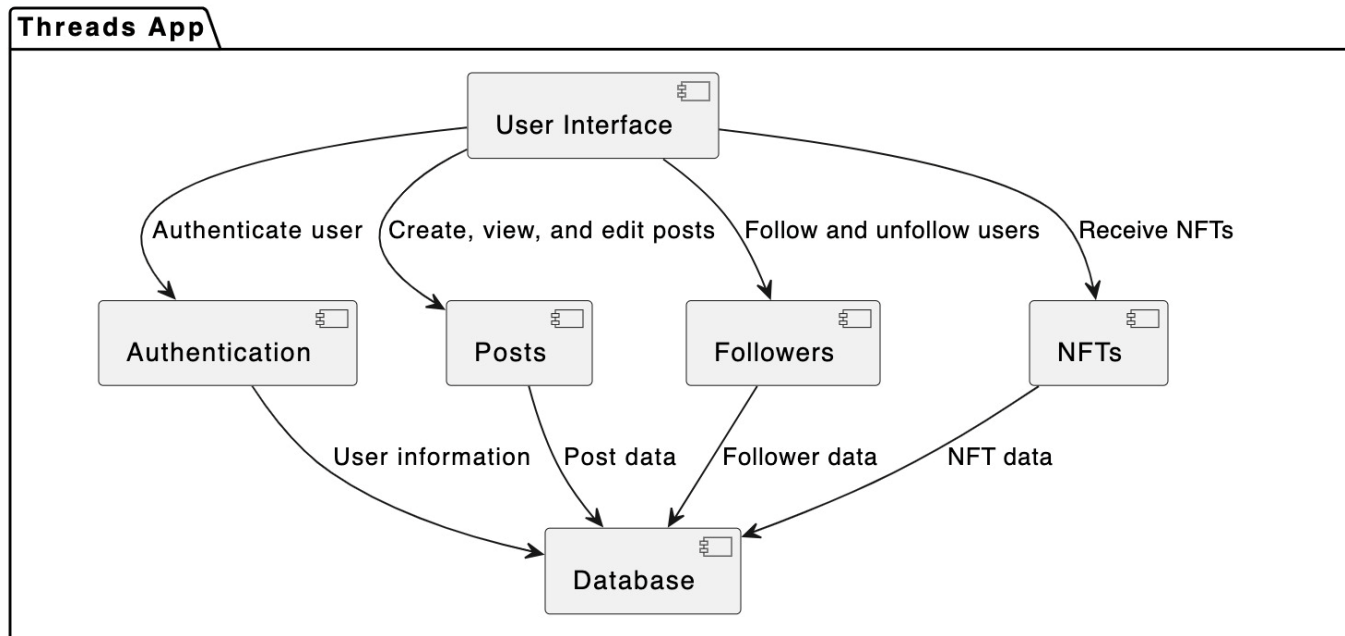 Threads App
User Interface
Authenticate user
Create, view, and edit posts
Follow and unfollow users
Receive NFTs
Authentication
Posts
Followers
NFTs
User information
Post data
Follower data
NFT data
Database